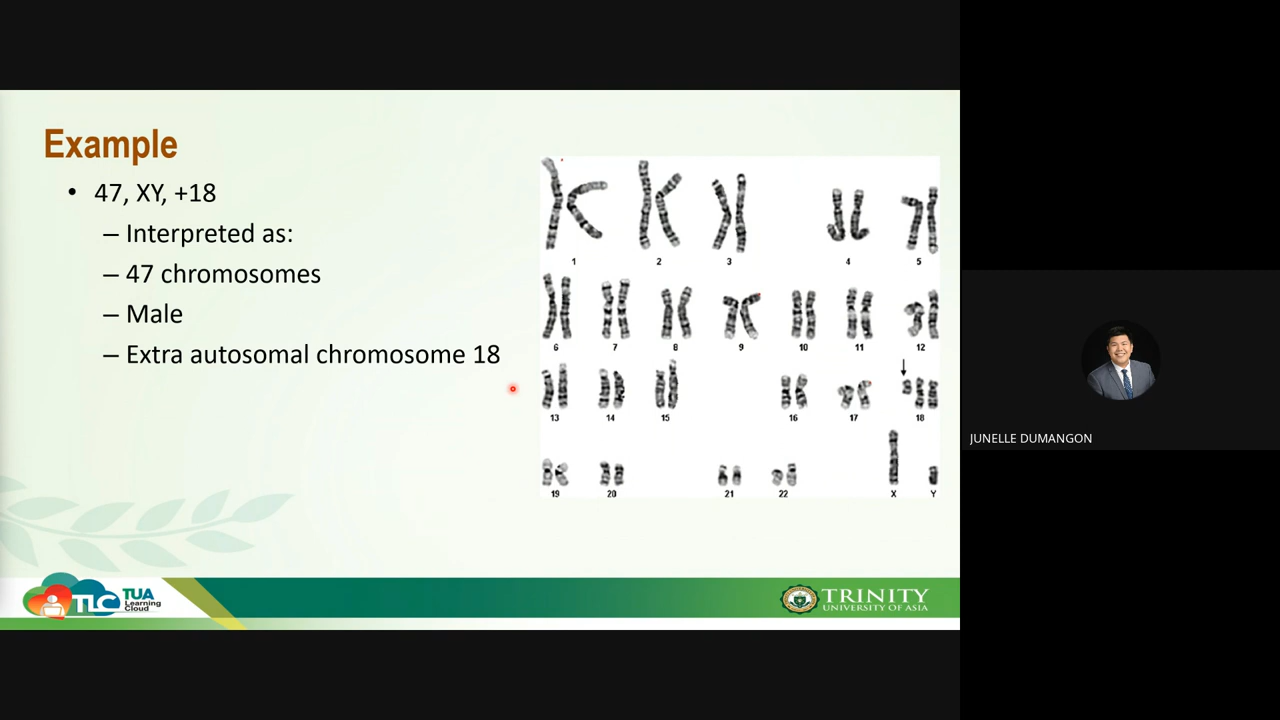 Example
• 47, XY, +18
– Interpreted as:
– 47 chromosomes
– Male
– Extra autosomal chromosome 18
1 2 3 4 5
6 7 8 9 10 11 12
13 14 15 16 17 18
19 20 21 22 X Y
JUNELLE DUMANGON
TLC TUA
Learning
Cloud
TRINITY
UNIVERSITY OF ASIA